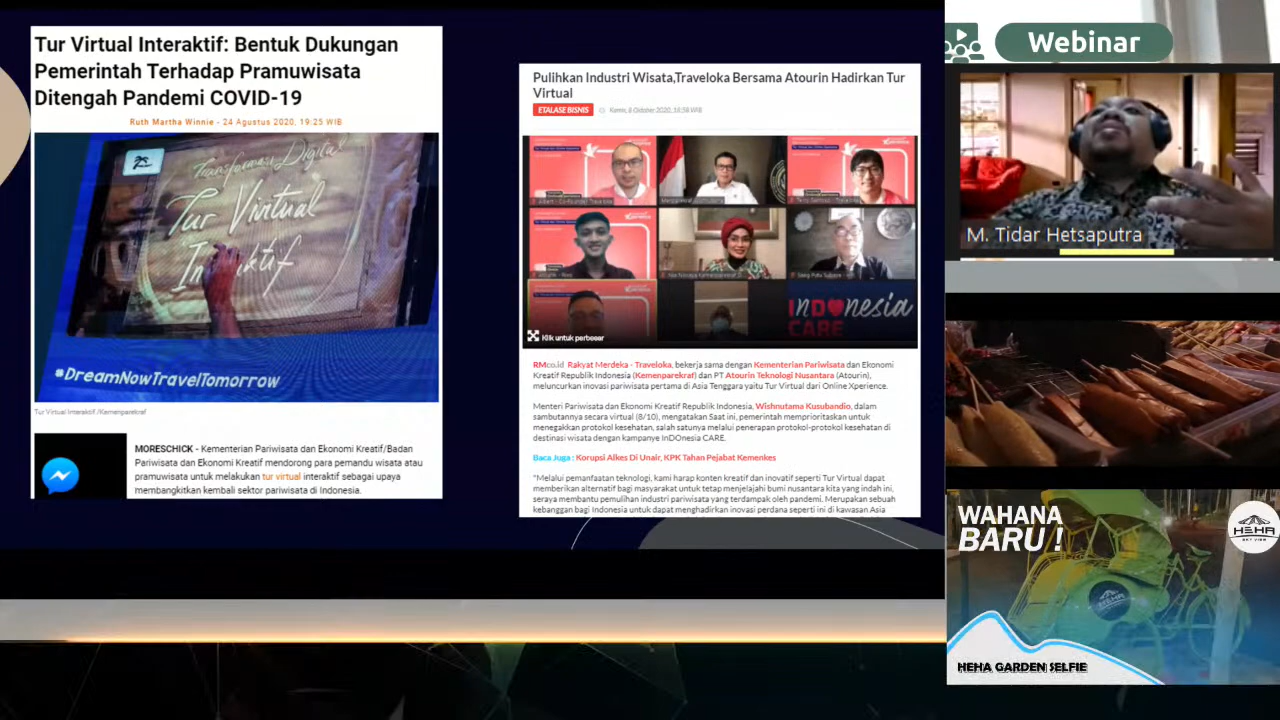 Tur Virtual Interaktif: Bentuk Dukungan
Pemerintah Terhadap Pramuwisata
Ditengah Pandemi COVID-19
Ruth Martha Winnie - 24 Agustus 2020, 19:25 WIB
Transformasi Digital
Tur Virtual
#DreamNowTravelTomorrow
Tur Virtual Interaktif /Kemenparekraf
MORESCHICK - Kementerian Pariwisata dan Ekonomi Kreatif/Badan
Pariwisata dan Ekonomi Kreatif mendorong para pemandu wisata atau
pramuwisata untuk melakukan tur virtual interaktif sebagai upaya
membangkitkan kembali sektor pariwisata di Indonesia.
Pulihkan Industri Wisata,Traveloka Bersama Atourin Hadirkan Tur
Virtual
ETALASE BISNIS
Kamis, 8 Oktober 2020, 16:58 WIB
INDONESIA
CARE
Klik untuk perbesar
RMco.id Rakyat Merdeka - Traveloka, bekerja sama dengan Kementerian Pariwisata dan Ekonomi
Kreatif Republik Indonesia (Kemenparekraf) dan PT Atourin Teknologi Nusantara (Atourin),
meluncurkan inovasi pariwisata pertama di Asia Tenggara yaitu Tur Virtual dari Online Xperience.
Menteri Pariwisata dan Ekonomi Kreatif Republik Indonesia, Wishnutama Kusubandio, dalam
sambutannya secara virtual (8/10), mengatakan Saat ini, pemerintah memprioritaskan untuk
menegakkan protokol kesehatan, salah satunya melalui penerapan protokol-protokol kesehatan di
destinasi wisata dengan kampanye InDOnesia CARE.
Baca Juga : Korupsi Alkes Di Unair, KPK Tahan Pejabat Kemenkes
"Melalui pemanfaatan teknologi, kami harap konten kreatif dan inovatif seperti Tur Virtual dapat
memberikan alternatif bagi masyarakat untuk tetap menjelajahi bumi nusantara kita yang indah ini,
seraya membantu pemulihan industri pariwisata yang terdampak oleh pandemi. Merupakan sebuah
kebanggan bagi Indonesia untuk dapat menghadirkan inovasi perdana seperti ini di kawasan Asia
Webinar
M. Tidar Hetsaputra
WAHANA
BARU !
HEHA
SKY VIEW
HEHA GARDEN SELFIE